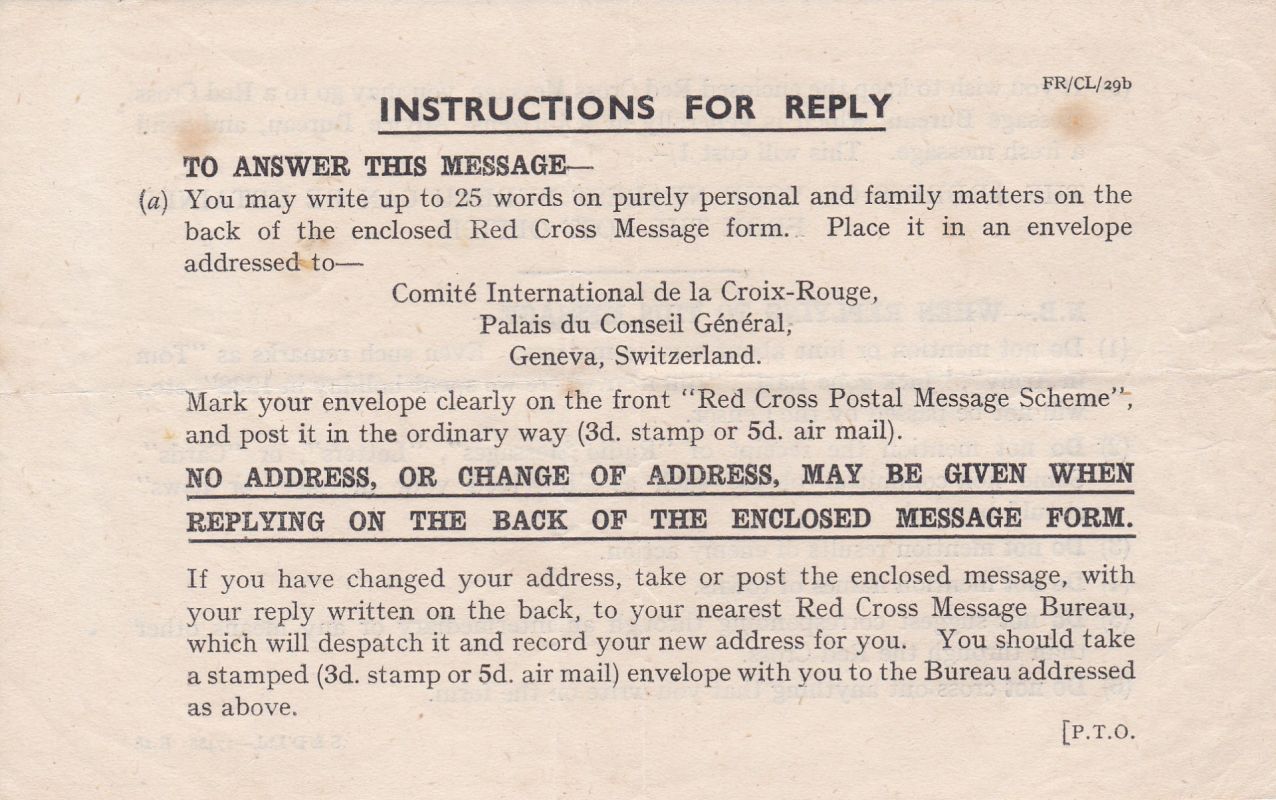 FR/CL/29b
INSTRUCTIONS FOR REPLY
TO ANSWER THIS MESSAGE—
(a) You may write up to 25 words on purely personal and family matters on the
back of the enclosed Red Cross Message form. Place it in an envelope
addressed to—
Comité International de la Croix-Rouge,
Palais du Conseil Général,
Geneva, Switzerland.
Mark your envelope clearly on the front "Red Cross Postal Message Scheme",
and post it in the ordinary way (3d. stamp or 5d. air mail).
NO ADDRESS, OR CHANGE OF ADDRESS, MAY BE GIVEN WHEN
REPLYING ON THE BACK OF THE ENCLOSED MESSAGE FORM.
If you have changed your address, take or post the enclosed message, with
your reply written on the back, to your nearest Red Cross Message Bureau,
which will despatch it and record your new address for you. You should take
a stamped (3d. stamp or 5d. air mail) envelope with you to the Bureau addressed
as above.
[P.T.O.